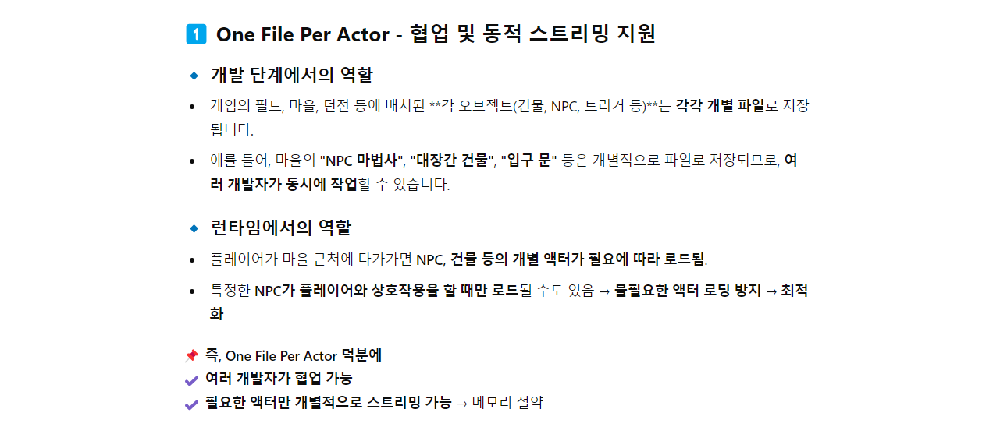 1 One File Per Actor - 협업 및 동적 스트리밍 지원
개발 단계에서의 역할
게임의 필드, 마을, 던전 등에 배치된 **각 오브젝트(건물, NPC, 트리거 등)**는 각각 개별 파일로 저장
됩니다.
예를 들어, 마을의 "NPC 마법사", "대장간 건물", "입구 문" 등은 개별적으로 파일로 저장되므로, 여
러 개발자가 동시에 작업할 수 있습니다.
런타임에서의 역할
플레이어가 마을 근처에 다가가면 NPC, 건물 등의 개별 액터가 필요에 따라 로드됨.
특정한 NPC가 플레이어와 상호작용을 할 때만 로드될 수도 있음 → 불필요한 액터 로딩 방지 → 최적
화
즉, One File Per Actor 덕분에
여러 개발자가 협업 가능
필요한 액터만 개별적으로 스트리밍 가능 → 메모리 절약